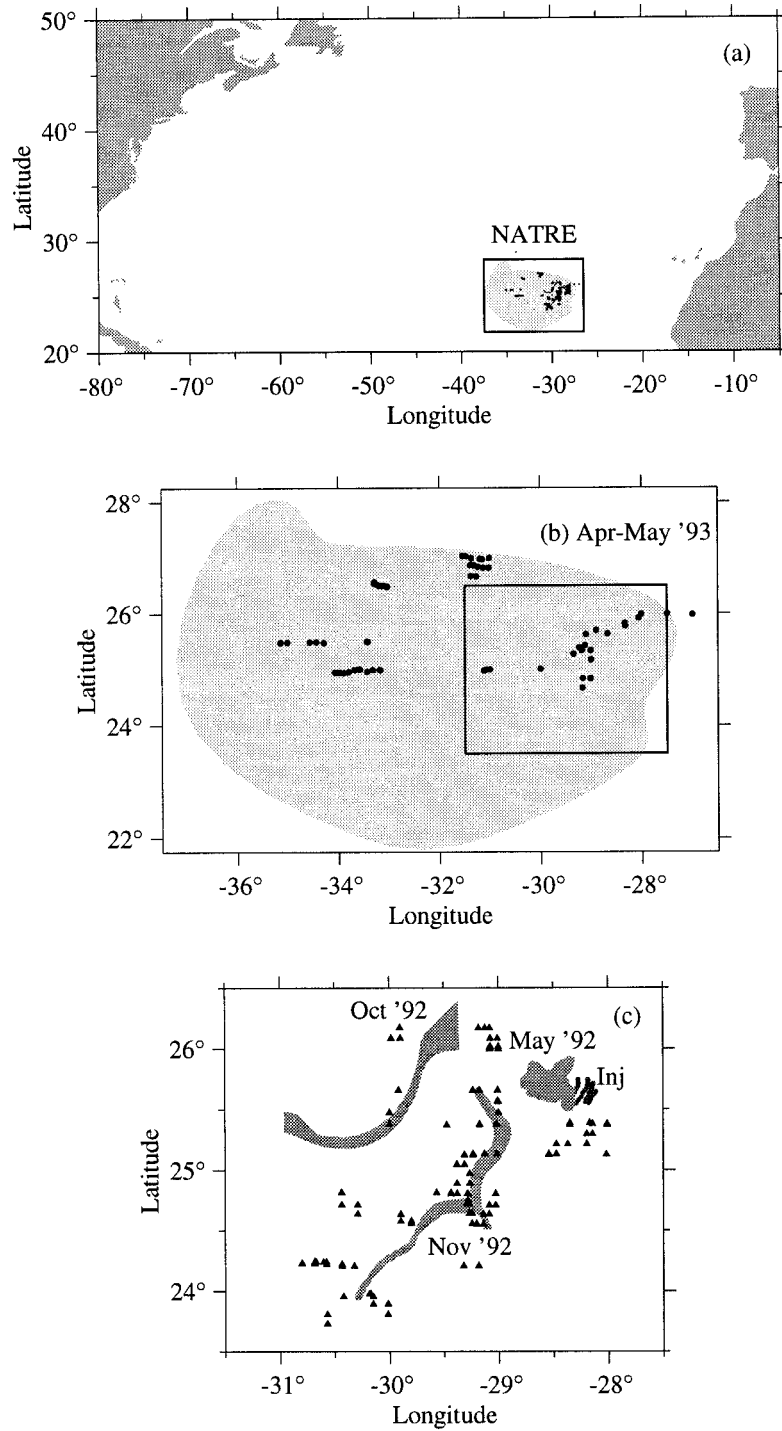 50°
(a)
40°
Latitude
30°
NATRE
20°
-80° -70° -60° -50° -40° -30° -20° -10°
Longitude
28°
(b) Apr-May '93
26°
Latitude
24°
22°
-36° -34° -32° -30° -28°
Longitude
Oct '92
(c)
26°
May '92
Inj
25°
Latitude
Nov '92
24°
-31° -30° -29° -28°
Longitude